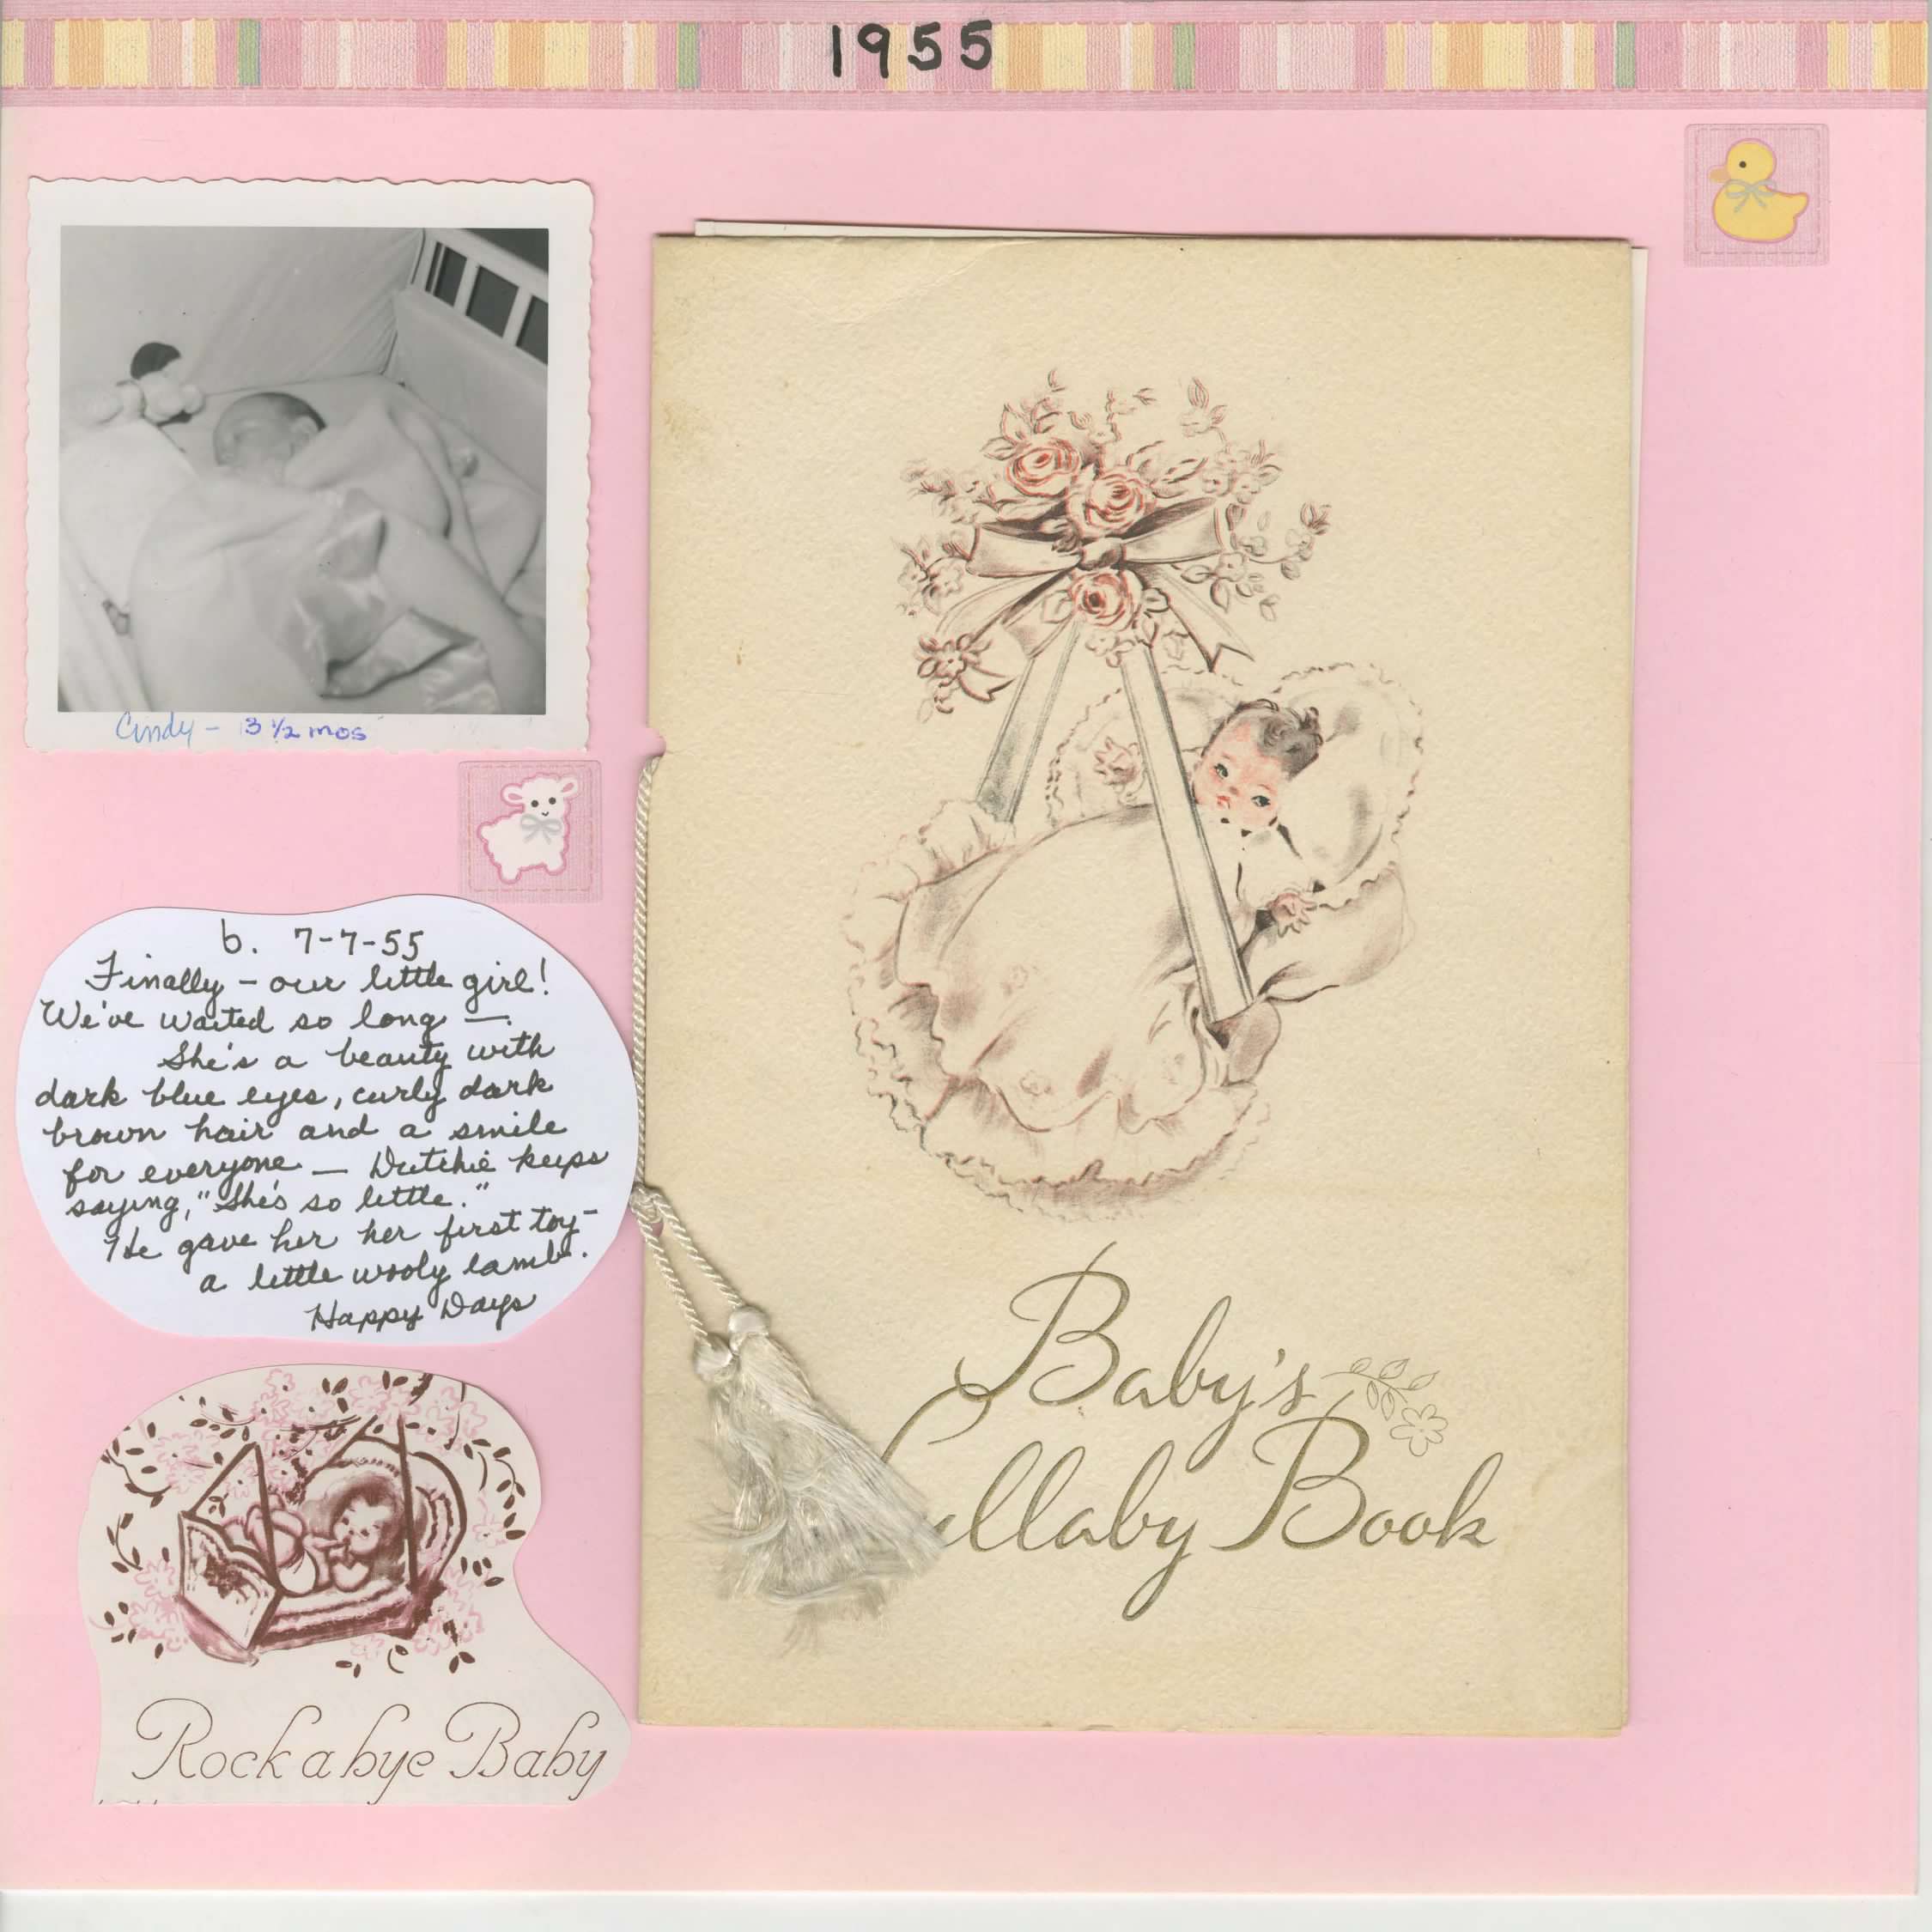 1955
Cindy - 3 1/2 mos
b. 7-7-55
Finally - our little girl!
We've waited so long —.
She's a beauty with
dark blue eyes, curly dark
brown hair and a smile
for everyone — Dutchie keeps
saying, "She's so little."
He gave her her first toy-
a little wooly lamb.
Happy Days
Rock a bye Baby
Baby's
Lullaby Book